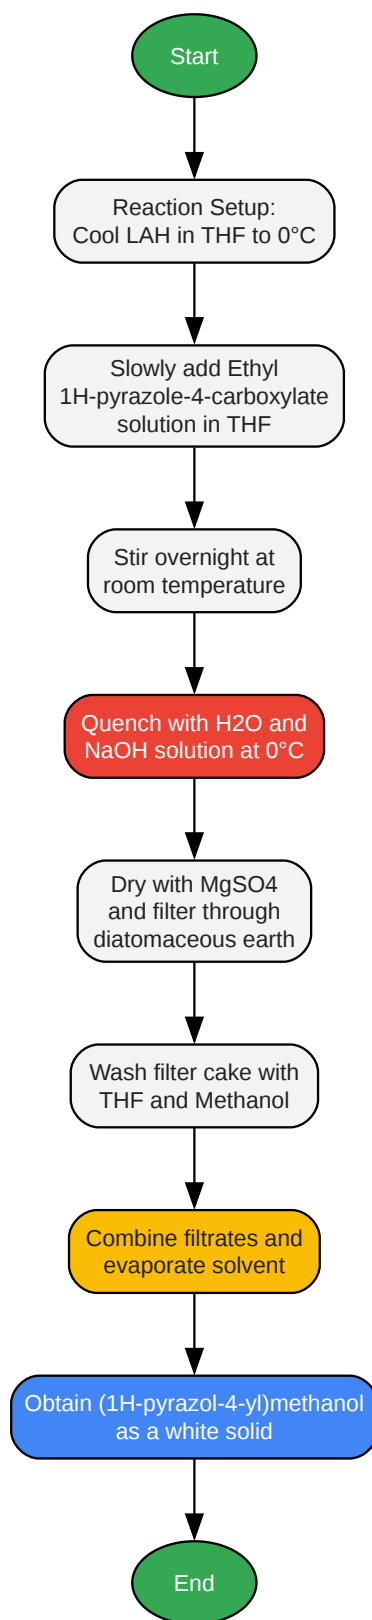 Start
Reaction Setup:
Cool LAH in THF to 0°C
Slowly add Ethyl
1H-pyrazole-4-carboxylate
solution in THF
Stir overnight at
room temperature
Quench with H2O and
NaOH solution at 0°C
Dry with MgSO4
and filter through
diatomaceous earth
Wash filter cake with
THF and Methanol
Combine filtrates and
evaporate solvent
Obtain (1H-pyrazol-4-yl)methanol
as a white solid
End